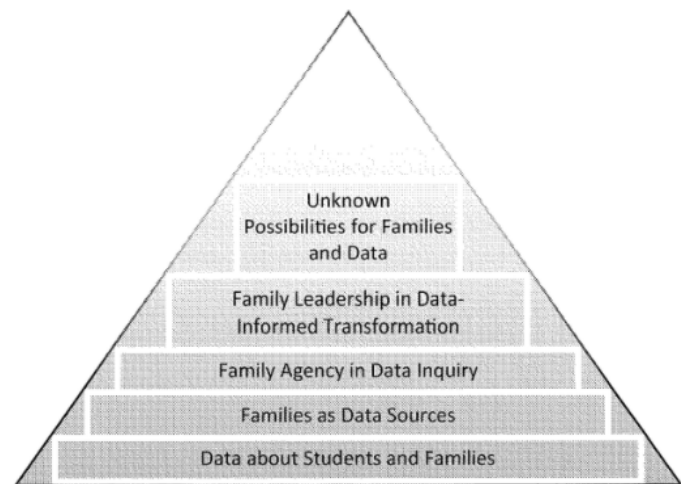 Unknown
Possibilities for Families
and Data
Family Leadership in Data-
Informed Transformation
Family Agency in Data Inquiry
Families as Data Sources
Data about Students and Families